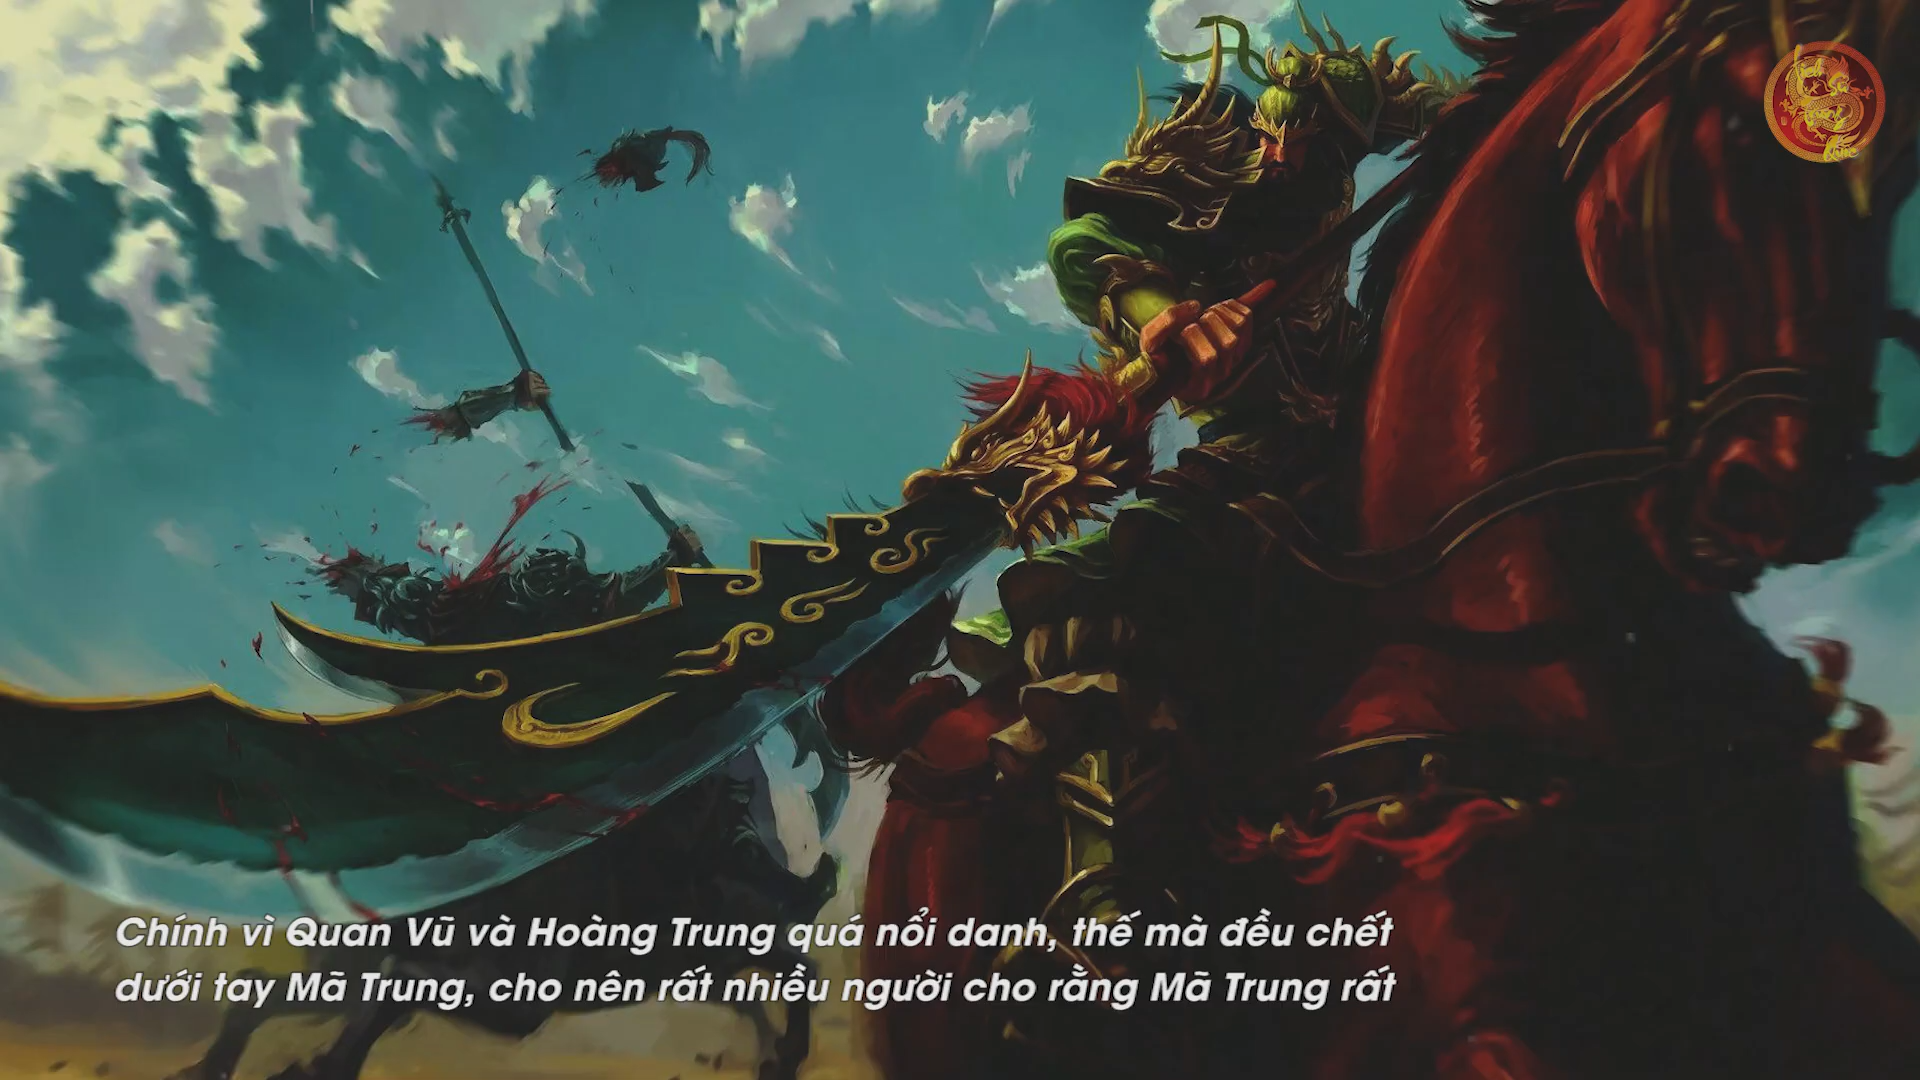 Chính vì Quan Vũ và Hoàng Trung quá nổi danh, thế mà đều chết
dưới tay Mã Trung, cho nên rất nhiều người cho rằng Mã Trung rất